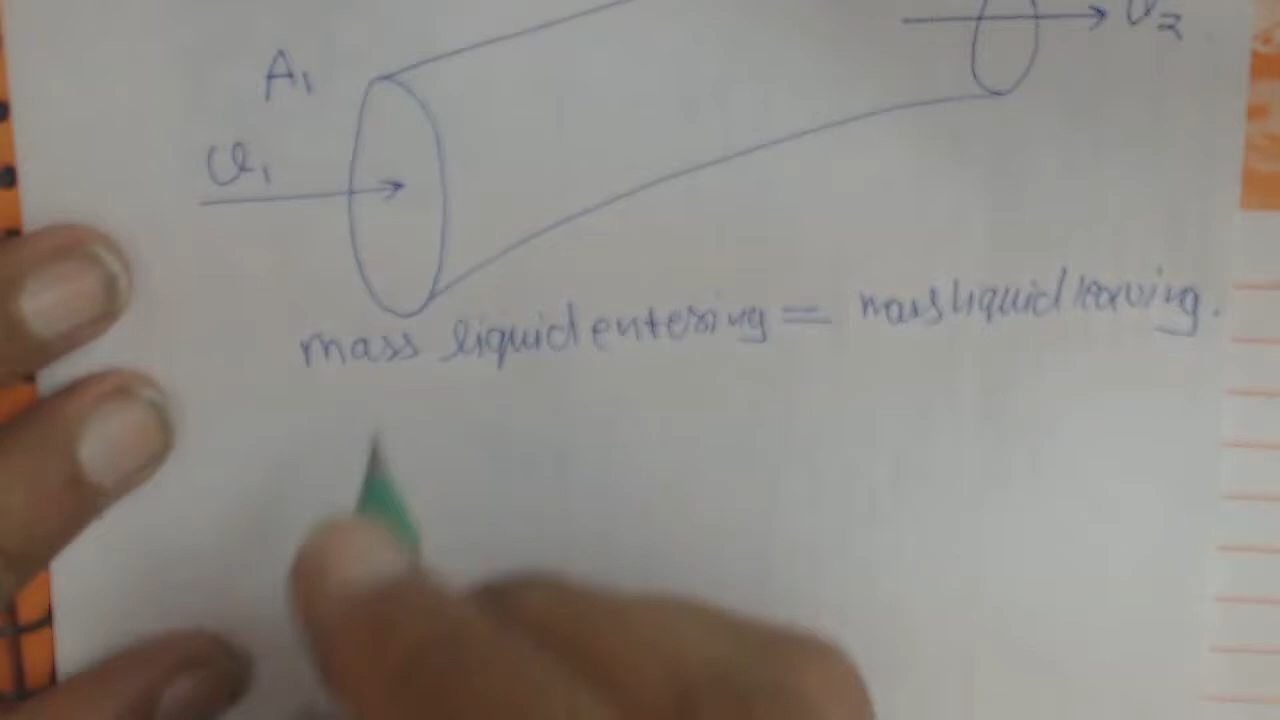 A₁
v₂
v₁
mass liquid entering = mass liquid leaving.